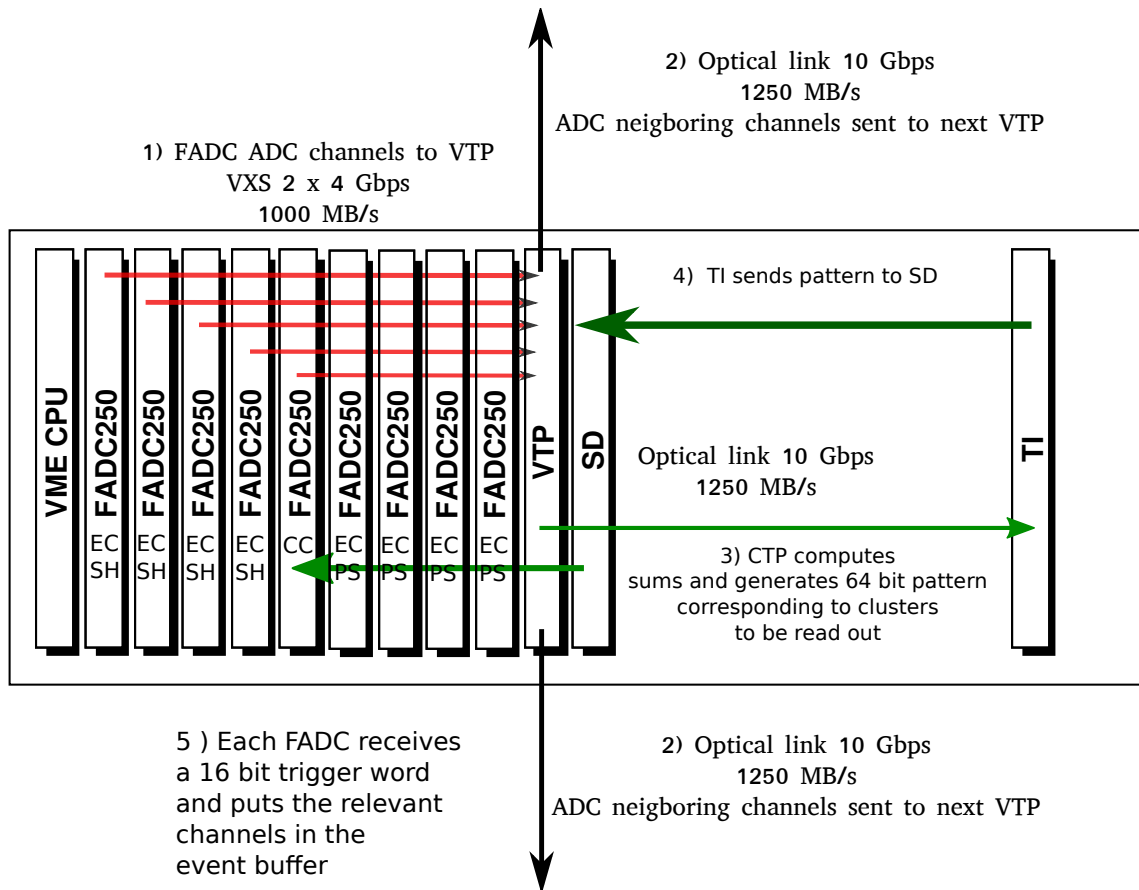 2) Optical link 10 Gbps
1250 MB/s
ADC neigboring channels sent to next VTP
1) FADC ADC channels to VTP
VXS 2 x 4 Gbps
1000 MB/s
4) TI sends pattern to SD
VME CPU
FADC250
FADC250
FADC250
FADC250
FADC250
FADC250
FADC250
FADC250
FADC250
VTP
SD
TI
EC
SH
EC
SH
EC
SH
EC
SH
CC
EC
PS
EC
PS
EC
PS
EC
PS
Optical link 10 Gbps
1250 MB/s
3) CTP computes
sums and generates 64 bit pattern
corresponding to clusters
to be read out
5 ) Each FADC receives
a 16 bit trigger word
and puts the relevant
channels in the
event buffer
2) Optical link 10 Gbps
1250 MB/s
ADC neigboring channels sent to next VTP